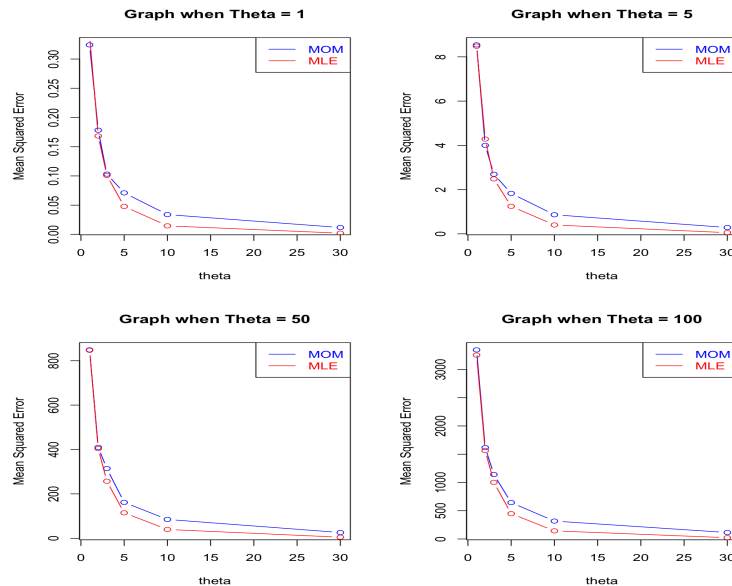 Graph when Theta = 1
MOM
MLE
Mean Squared Error
0.00 0.05 0.10 0.15 0.20 0.25 0.30
0 5 10 15 20 25 30
theta
Graph when Theta = 5
MOM
MLE
Mean Squared Error
0 2 4 6 8
0 5 10 15 20 25 30
theta
Graph when Theta = 50
MOM
MLE
Mean Squared Error
0 200 400 600 800
0 5 10 15 20 25 30
theta
Graph when Theta = 100
MOM
MLE
Mean Squared Error
0 500 1000 2000 3000
0 5 10 15 20 25 30
theta